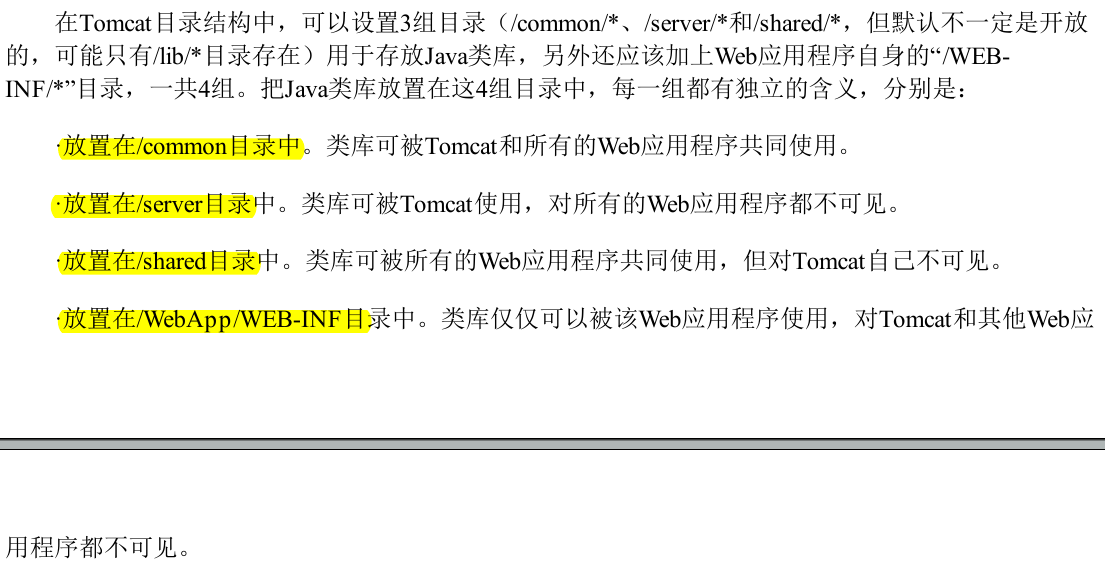 在Tomcat目录结构中，可以设置3组目录（/common/*、/server/*和/shared/*，但默认不一定是开放
的，可能只有/lib/*目录存在）用于存放Java类库，另外还应该加上Web应用程序自身的“/WEB-
INF/*”目录，一共4组。把Java类库放置在这4组目录中，每一组都有独立的含义，分别是：
·放置在/common目录中。类库可被Tomcat和所有的Web应用程序共同使用。
·放置在/server目录中。类库可被Tomcat使用，对所有的Web应用程序都不可见。
·放置在/shared目录中。类库可被所有的Web应用程序共同使用，但对Tomcat自己不可见。
·放置在/WebApp/WEB-INF目录中。类库仅仅可以被该Web应用程序使用，对Tomcat和其他Web应
用程序都不可见。